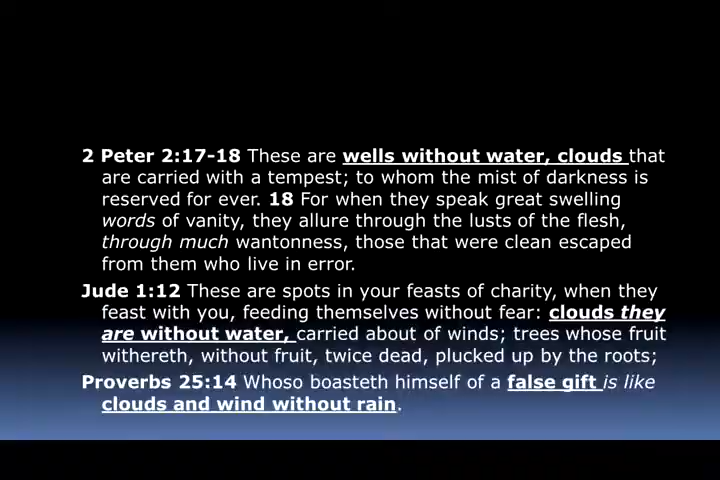 2 Peter 2:17-18 These are wells without water, clouds that
are carried with a tempest; to whom the mist of darkness is
reserved for ever. 18 For when they speak great swelling
words of vanity, they allure through the lusts of the flesh,
through much wantonness, those that were clean escaped
from them who live in error.
Jude 1:12 These are spots in your feasts of charity, when they
feast with you, feeding themselves without fear: clouds they
are without water, carried about of winds; trees whose fruit
withereth, without fruit, twice dead, plucked up by the roots;
Proverbs 25:14 Whoso boasteth himself of a false gift is like
clouds and wind without rain.